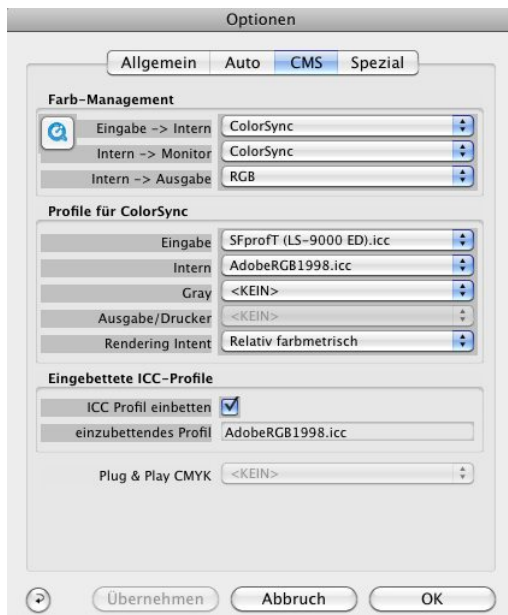 Optionen
Allgemein Auto CMS Spezial
Farb-Management
Eingabe -> Intern ColorSync
Intern -> Monitor ColorSync
Intern -> Ausgabe RGB
Profile für ColorSync
Eingabe SFprofT (LS-9000 ED).icc
Intern AdobeRGB1998.icc
Gray <KEIN>
Ausgabe/Drucker <KEIN>
Rendering Intent Relativ farbmetrisch
Eingebettete ICC-Profile
ICC Profil einbetten
einzubettendes Profil AdobeRGB1998.icc
Plug & Play CMYK <KEIN>
Übernehmen Abbruch OK